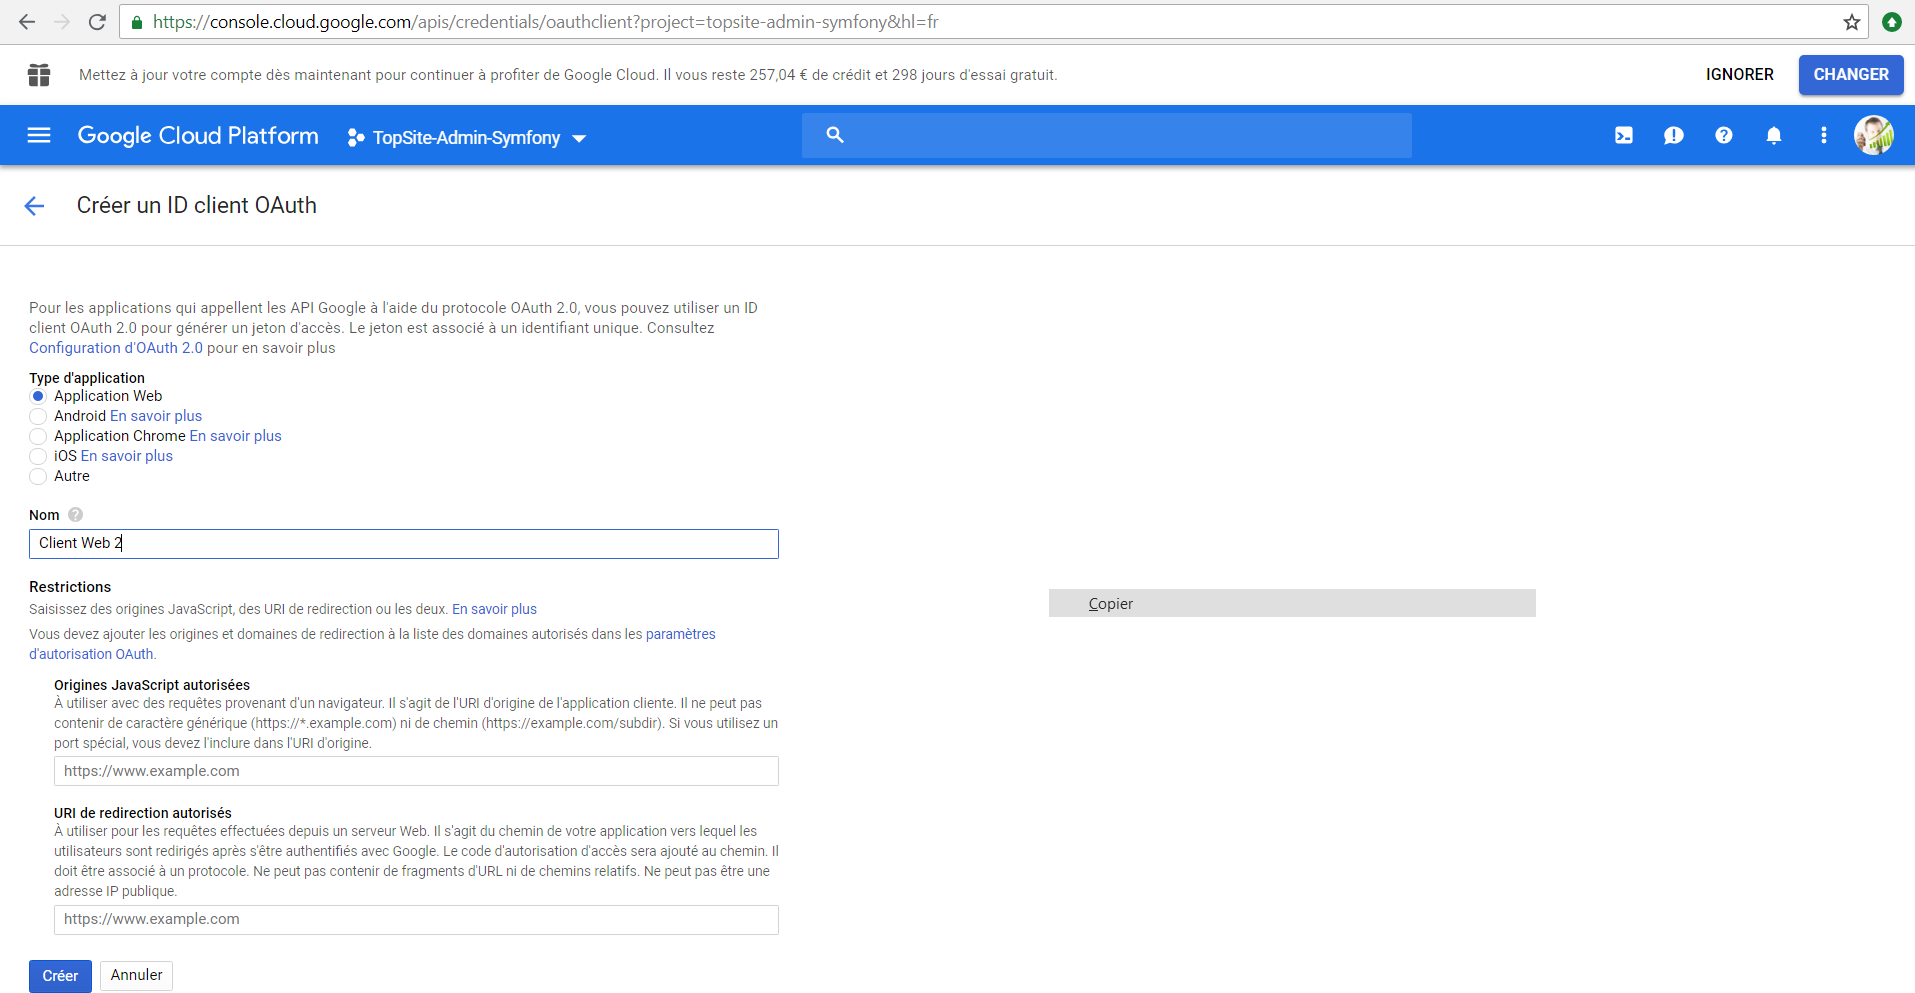 https://console.cloud.google.com/apis/credentials/oauthclient?project=topsite-admin-symfony&hl=fr
Mettez à jour votre compte dès maintenant pour continuer à profiter de Google Cloud. Il vous reste 257,04 € de crédit et 298 jours d'essai gratuit.
IGNORER
CHANGER
Google Cloud Platform
TopSite-Admin-Symfony
Créer un ID client OAuth
Pour les applications qui appellent les API Google à l'aide du protocole OAuth 2.0, vous pouvez utiliser un ID
client OAuth 2.0 pour générer un jeton d'accès. Le jeton est associé à un identifiant unique. Consultez
Configuration d'OAuth 2.0 pour en savoir plus
Type d'application
Application Web
Android En savoir plus
Application Chrome En savoir plus
iOS En savoir plus
Autre
Nom
Client Web 2
Restrictions
Saisissez des origines JavaScript, des URI de redirection ou les deux. En savoir plus
Vous devez ajouter les origines et domaines de redirection à la liste des domaines autorisés dans les paramètres
d'autorisation OAuth.
Copier
Origines JavaScript autorisées
À utiliser avec des requêtes provenant d'un navigateur. Il s'agit de l'URI d'origine de l'application cliente. Il ne peut pas
contenir de caractère générique (https://*.example.com) ni de chemin (https://example.com/subdir). Si vous utilisez un
port spécial, vous devez l'inclure dans l'URI d'origine.
https://www.example.com
URI de redirection autorisés
À utiliser pour les requêtes effectuées depuis un serveur Web. Il s'agit du chemin de votre application vers lequel les
utilisateurs sont redirigés après s'être authentifiés avec Google. Le code d'autorisation d'accès sera ajouté au chemin. Il
doit être associé à un protocole. Ne peut pas contenir de fragments d'URL ni de chemins relatifs. Ne peut pas être une
adresse IP publique.
https://www.example.com
Créer
Annuler